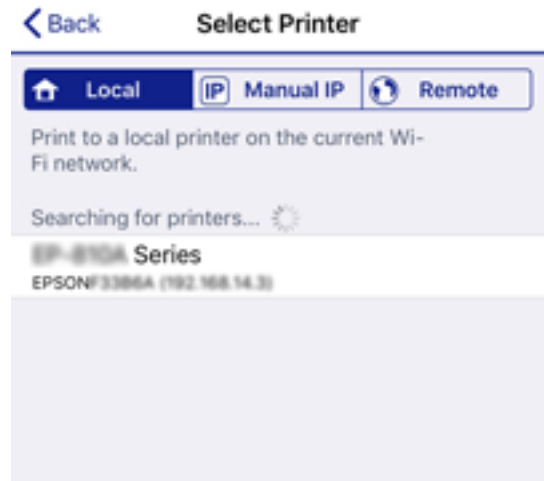 Back Select Printer
Local IP Manual IP Remote
Print to a local printer on the current Wi-
Fi network.
Searching for printers...
Series
EPSON